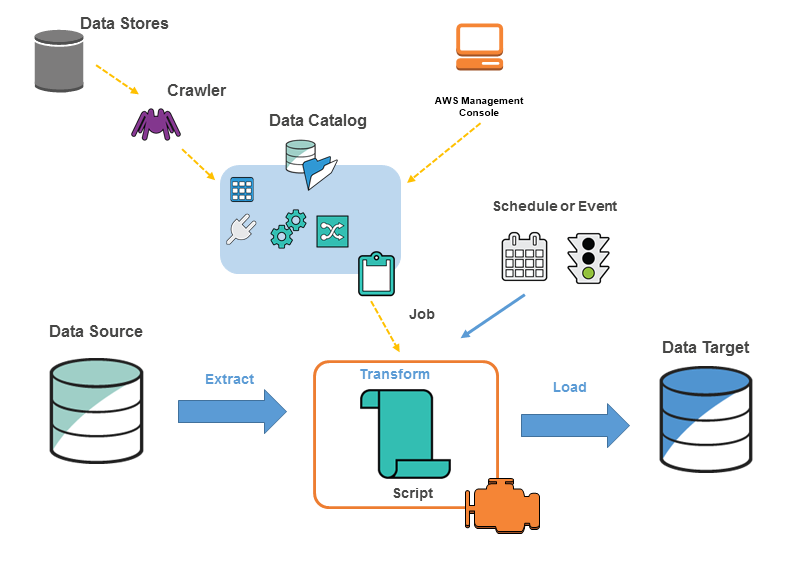 Data Stores
Crawler
Data Catalog
AWS Management
Console
Schedule or Event
Job
Data Source
Data Target
Extract
Transform
Load
Script